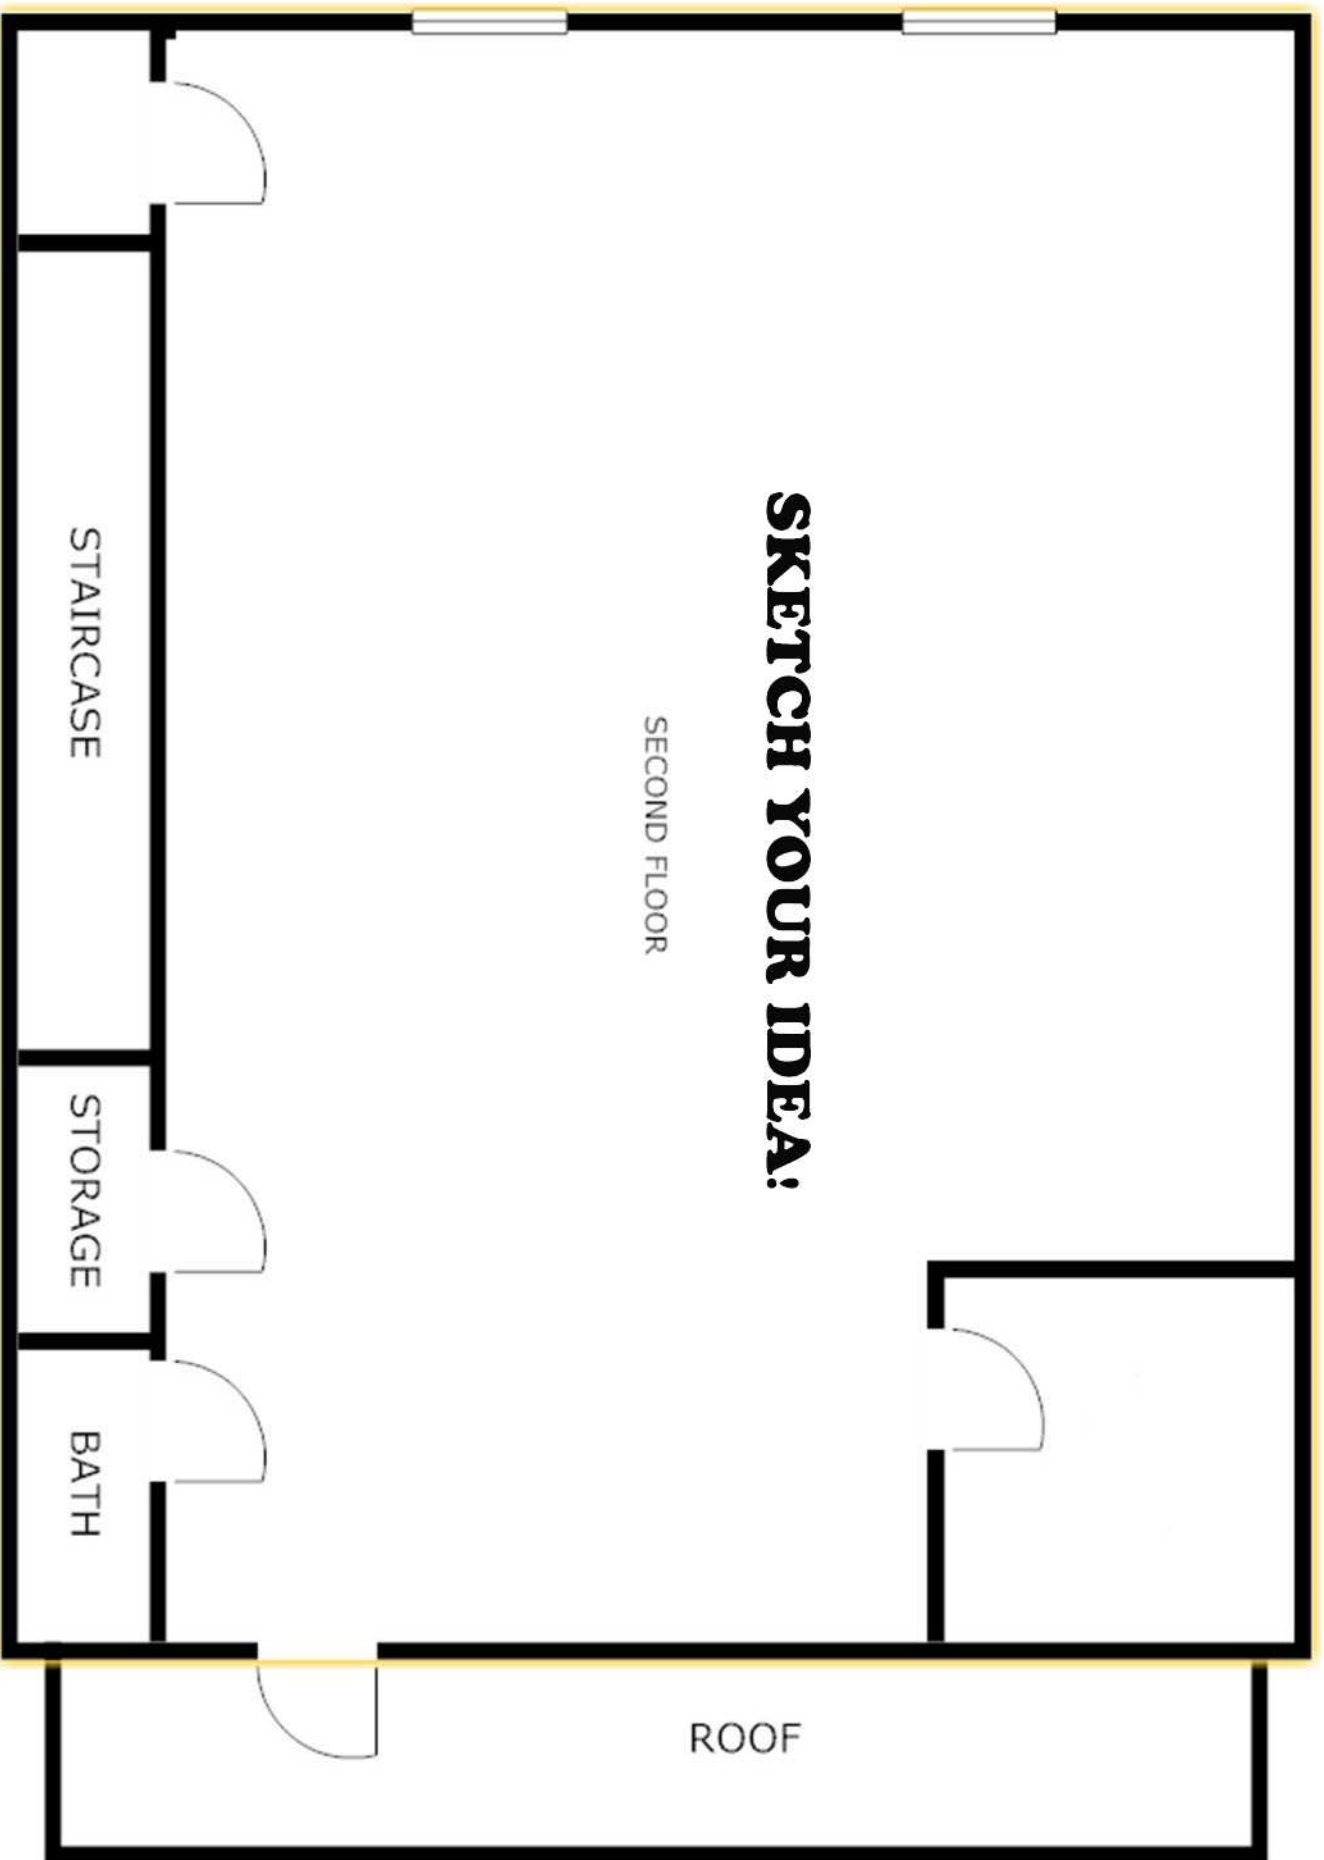 STAIRCASE
STORAGE
BATH
SECOND FLOOR
SKETCH YOUR IDEA!
ROOF